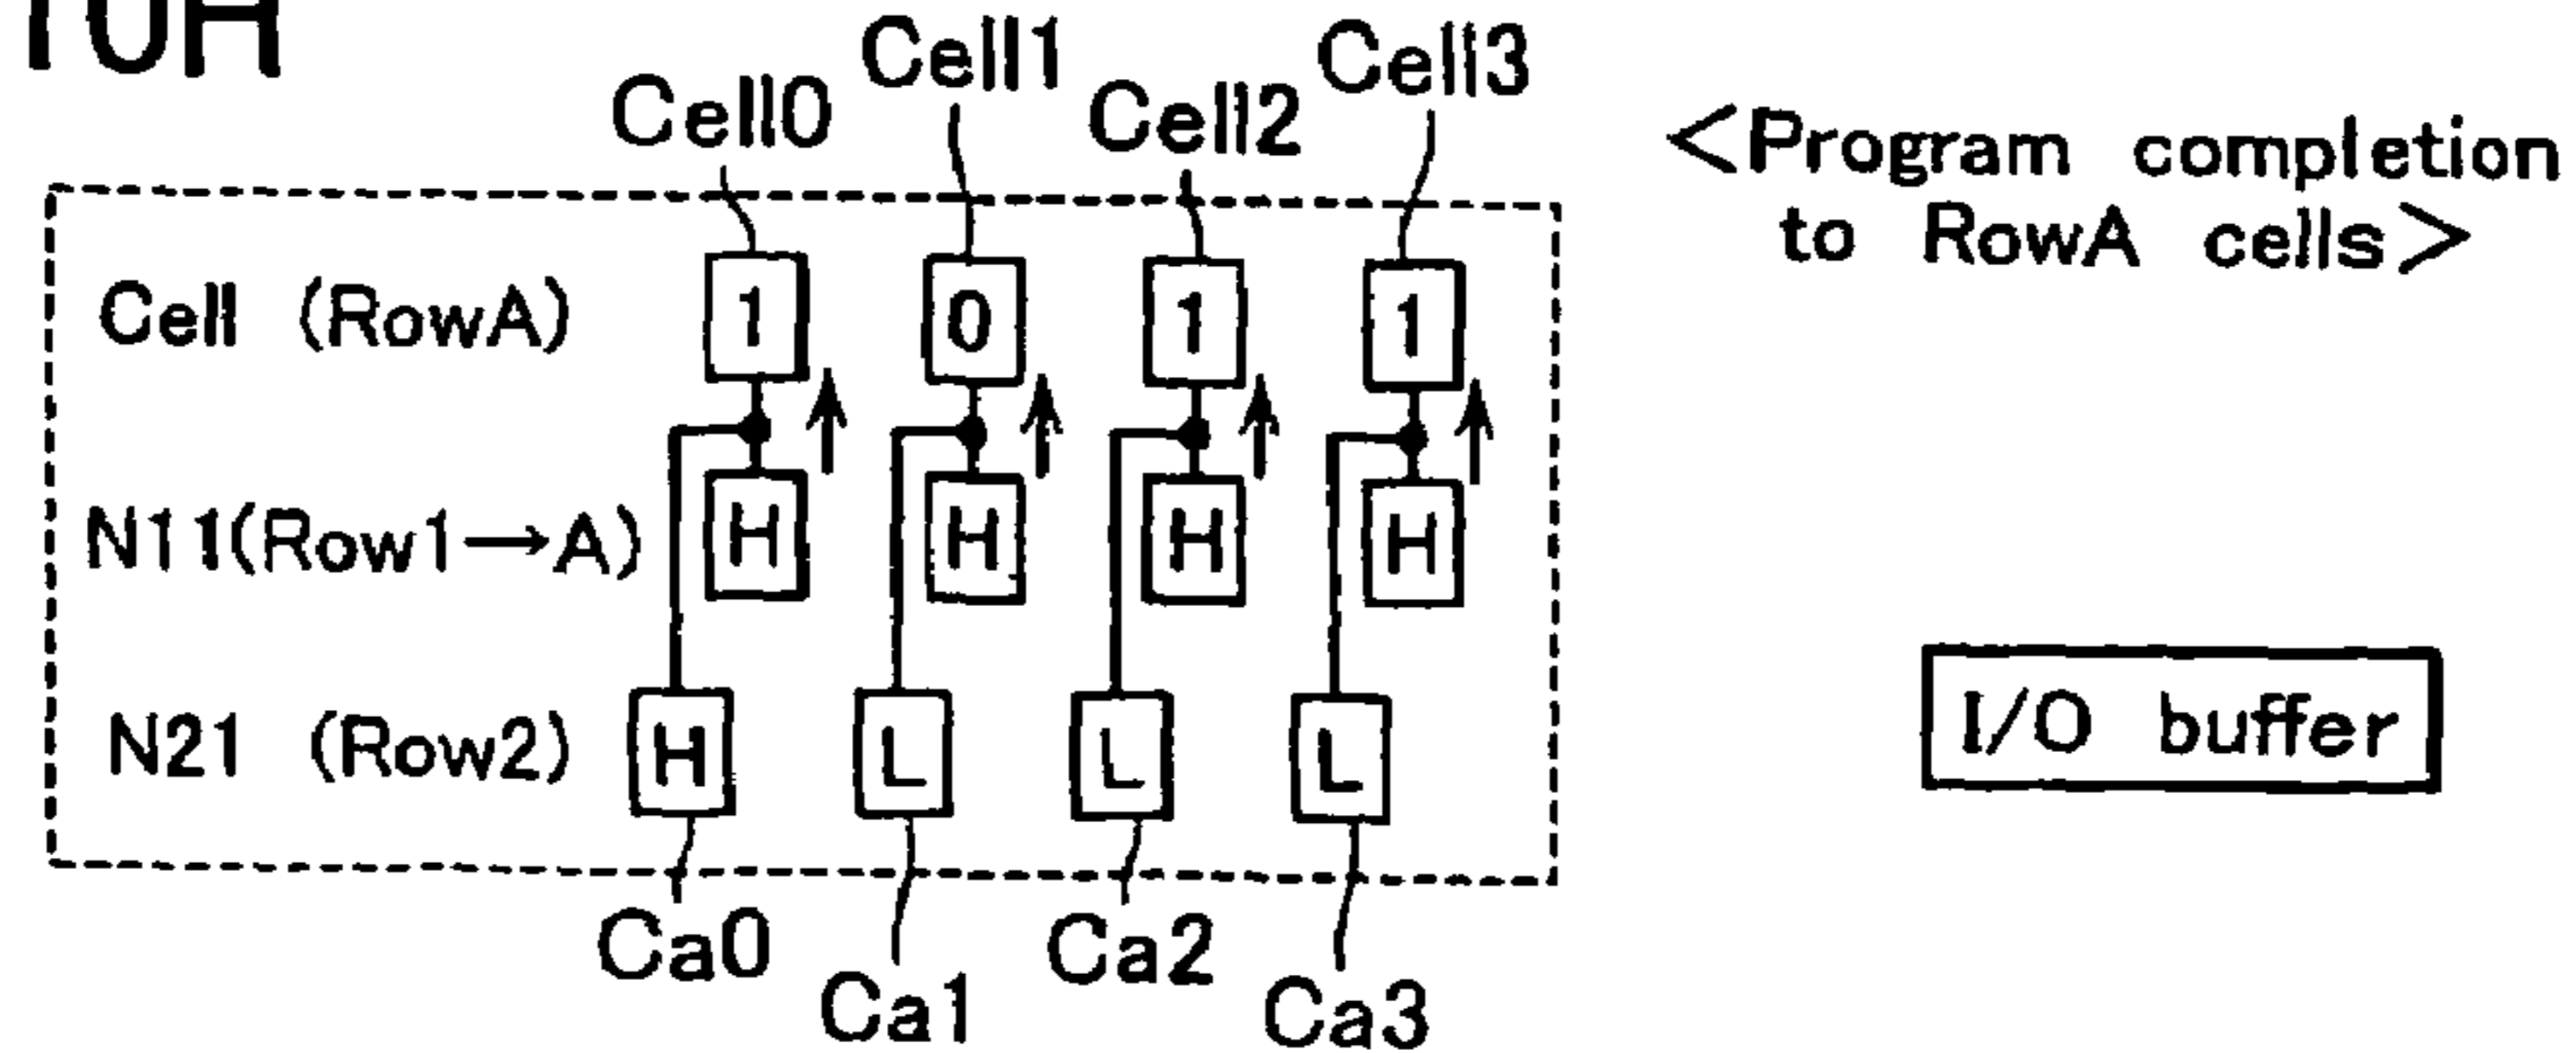 10H
Cell0 Cell1 Cell2 Cell3
<Program completion
to RowA cells>
Cell (RowA) 1 0 1 1
N11(Row1→A) H H H H
N21 (Row2) H L L L
I/O buffer
Ca0 Ca1 Ca2 Ca3